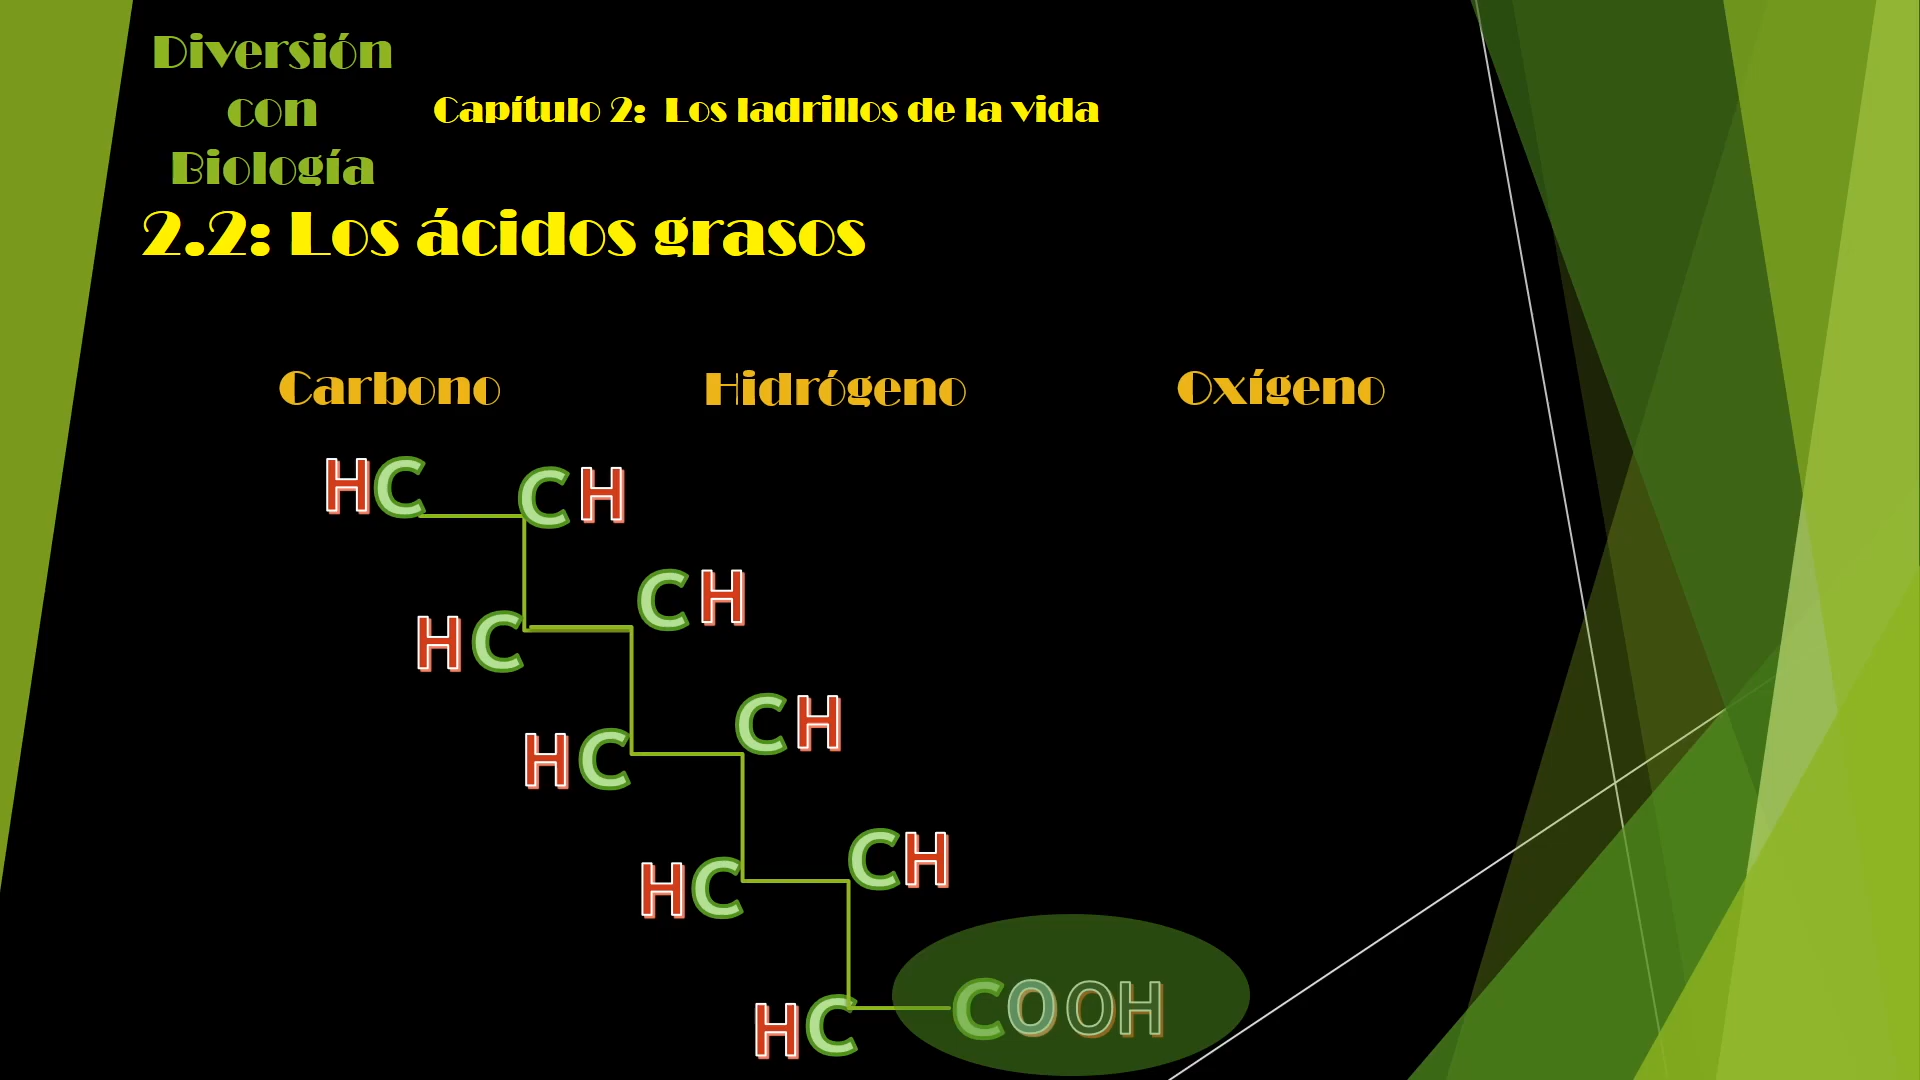 Diversión
con
Biología
Capítulo 2: Los ladrillos de la vida
2.2: Los ácidos grasos
Carbono Hidrógeno Oxígeno
HC CH
HC CH
HC CH
HC CH
HC COOH